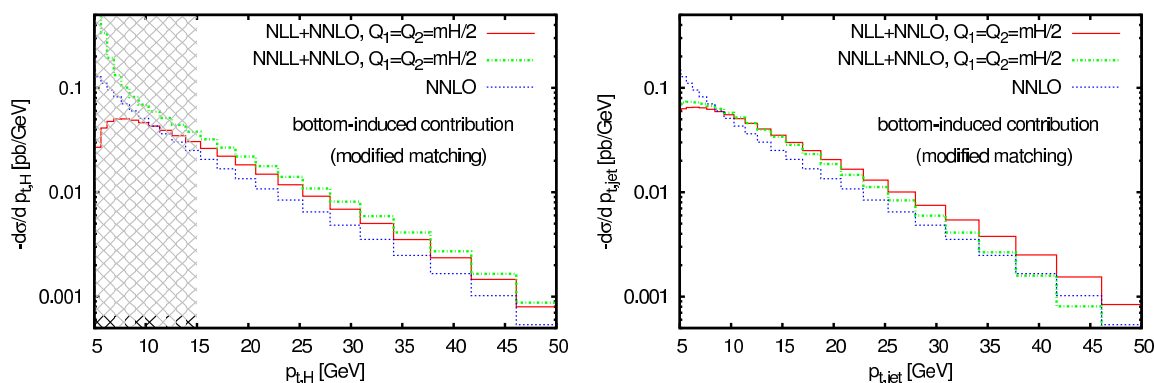 NLL+NNLO, Q1=Q2=mH/2
NNLL+NNLO, Q1=Q2=mH/2
NNLO
bottom-induced contribution
(modified matching)
-dσ/d pt,H [pb/GeV]
0.1
0.01
0.001
5 10 15 20 25 30 35 40 45 50
pt,H [GeV]
NLL+NNLO, Q1=Q2=mH/2
NNLL+NNLO, Q1=Q2=mH/2
NNLO
bottom-induced contribution
(modified matching)
-dσ/d pt,jet [pb/GeV]
0.1
0.01
0.001
5 10 15 20 25 30 35 40 45 50
pt,jet [GeV]